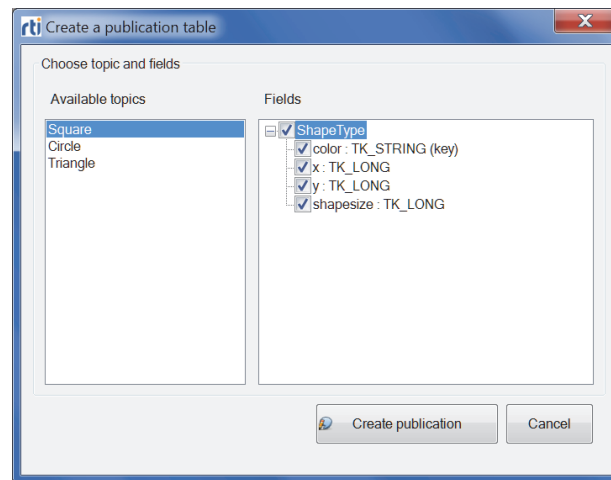 rti Create a publication table
Choose topic and fields
Available topics
Fields
Square
Circle
Triangle
ShapeType
color : TK_STRING (key)
x : TK_LONG
y : TK_LONG
shapesize : TK_LONG
Create publication
Cancel